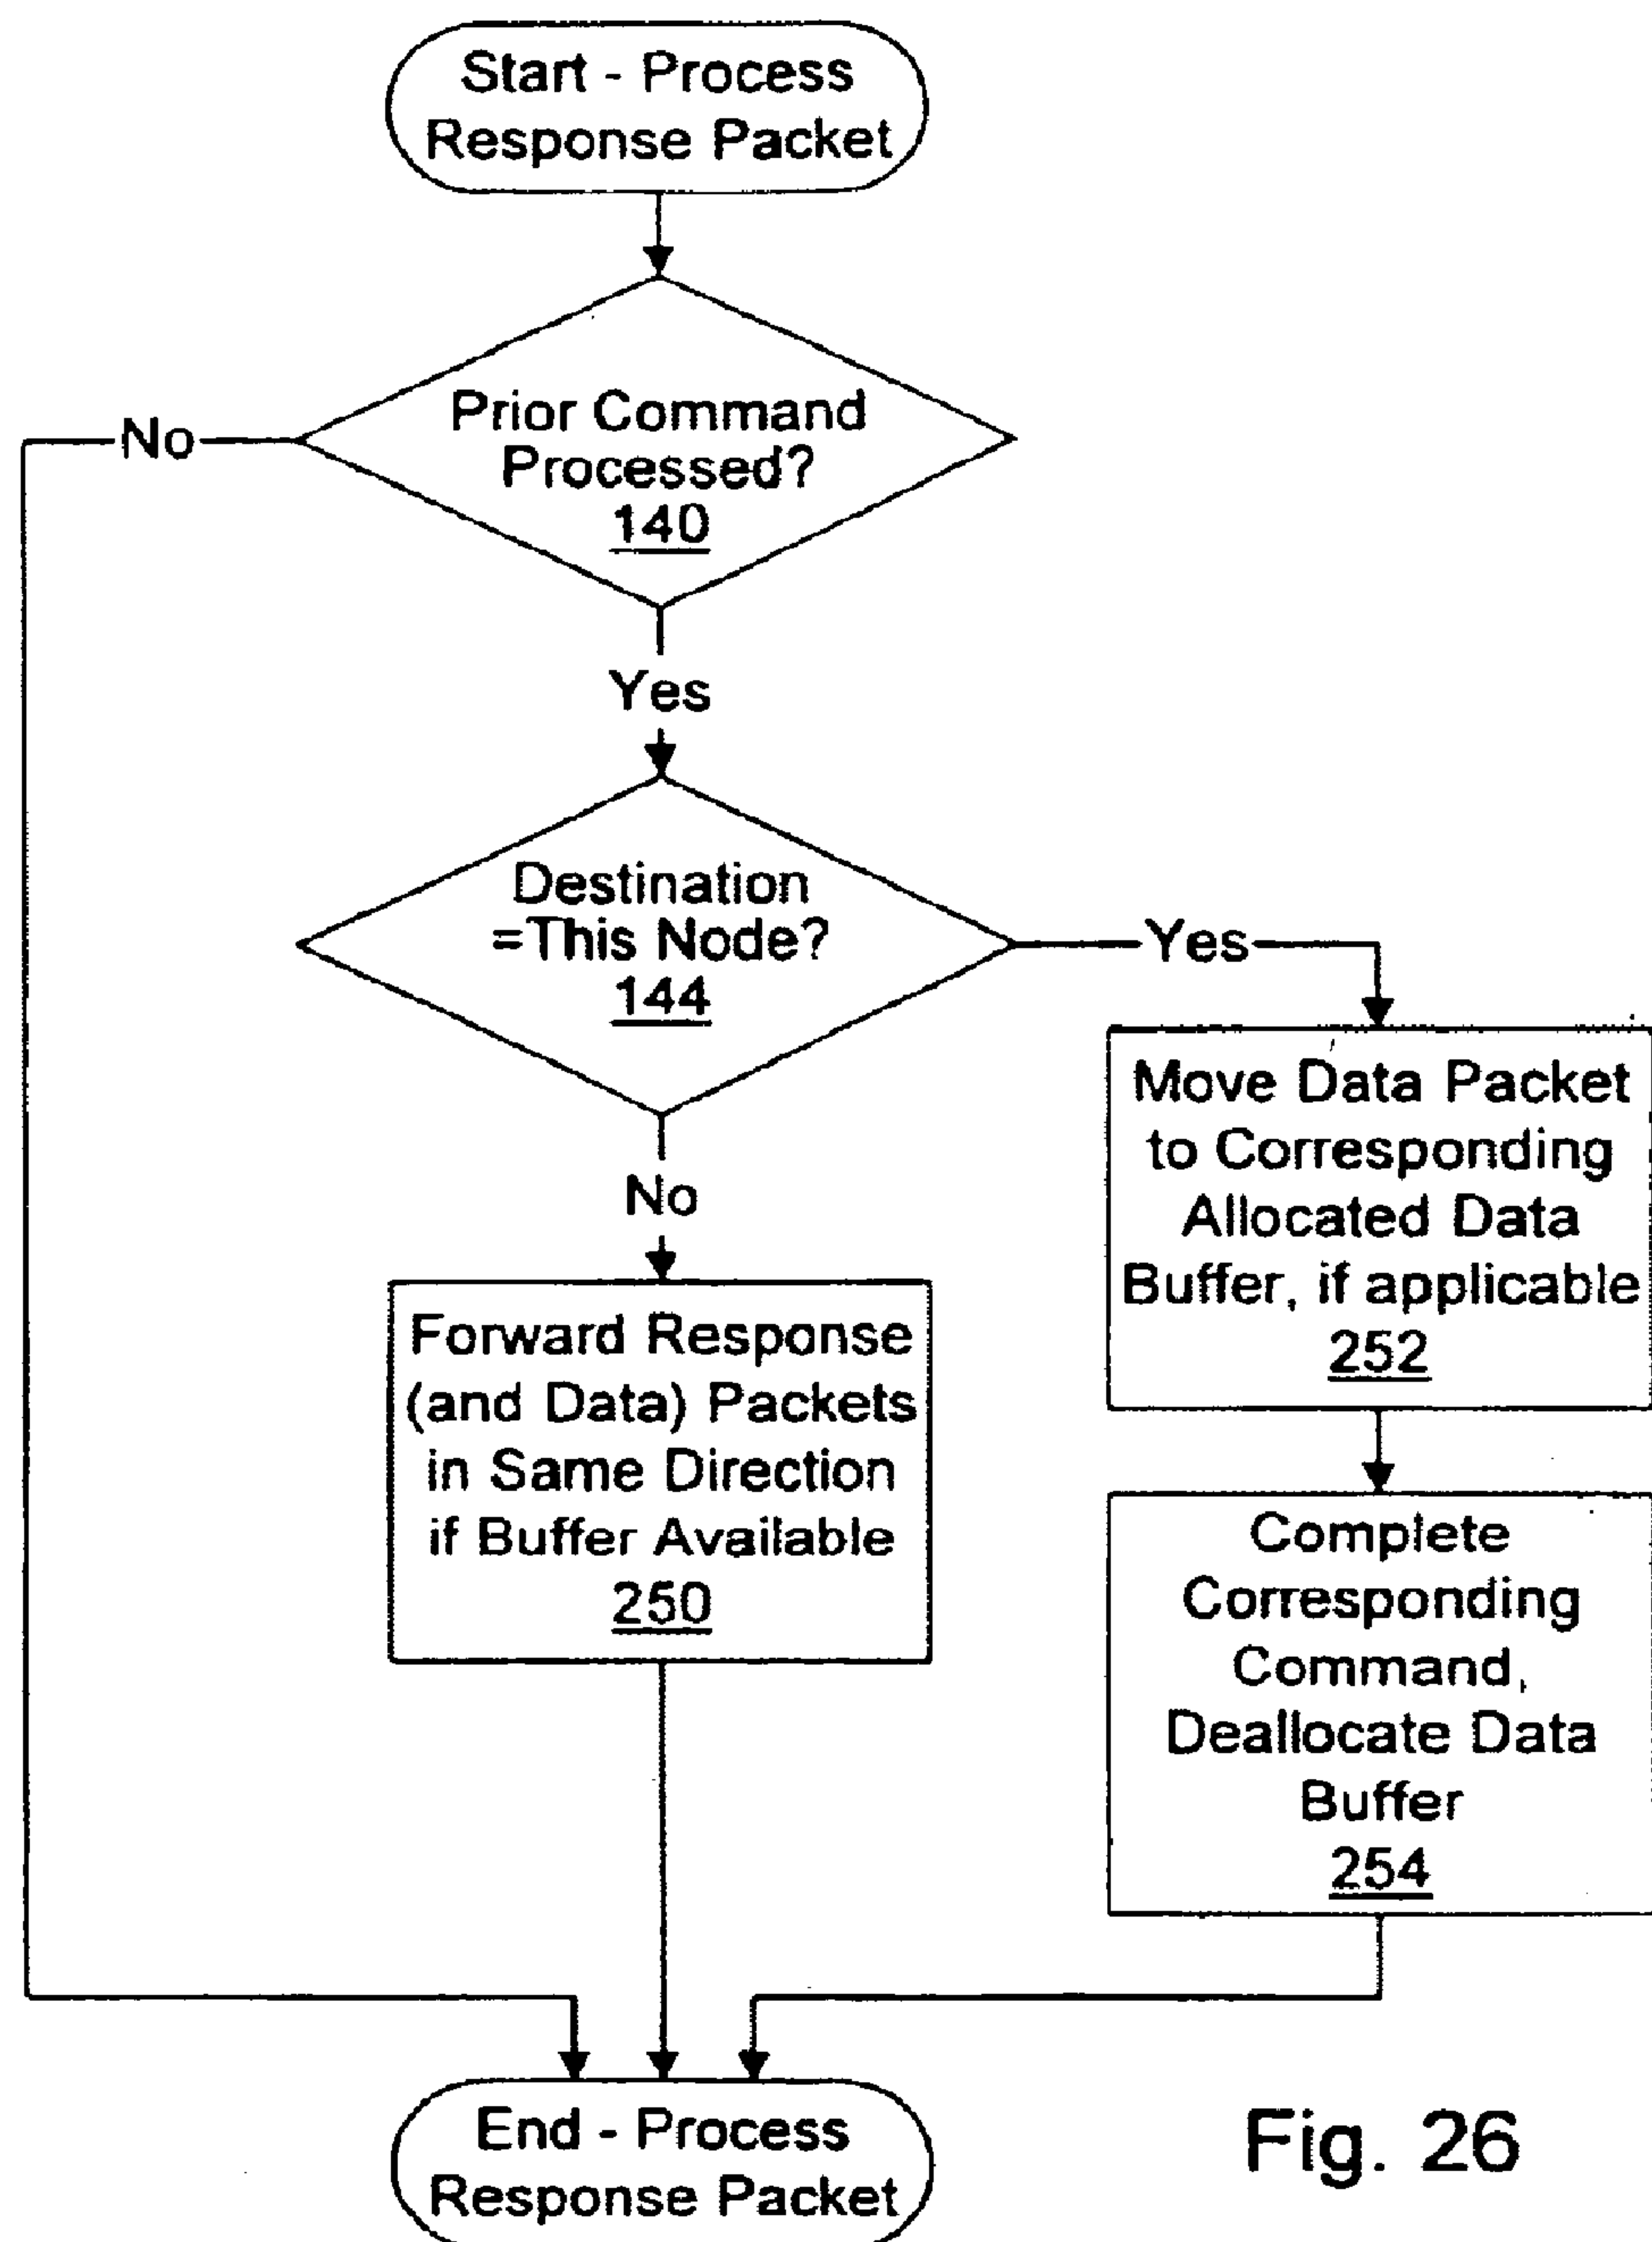 Start - Process
Response Packet
Prior Command
Processed?
140
No
Yes
Destination
=This Node?
144
Yes
No
Move Data Packet
to Corresponding
Allocated Data
Buffer, if applicable
252
Forward Response
(and Data) Packets
in Same Direction
if Buffer Available
250
Complete
Corresponding
Command,
Deallocate Data
Buffer
254
End - Process
Response Packet
Fig. 26